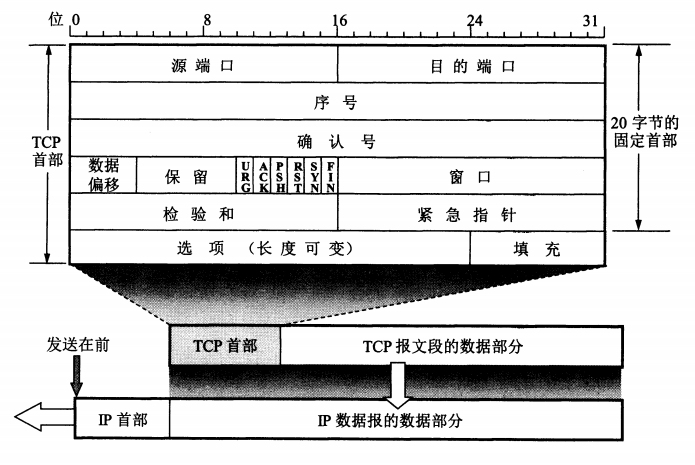 位 0 8 16 24 31
源端口 目的端口
序号
TCP
首部
20 字节的
固定首部
确认号
数据
偏移
保留
URG
ACK
PSH
RST
SYN
FIN
窗口
检验和 紧急指针
选项 (长度可变) 填充
发送在前
TCP 首部 TCP 报文段的数据部分
IP 首部 IP 数据报的数据部分